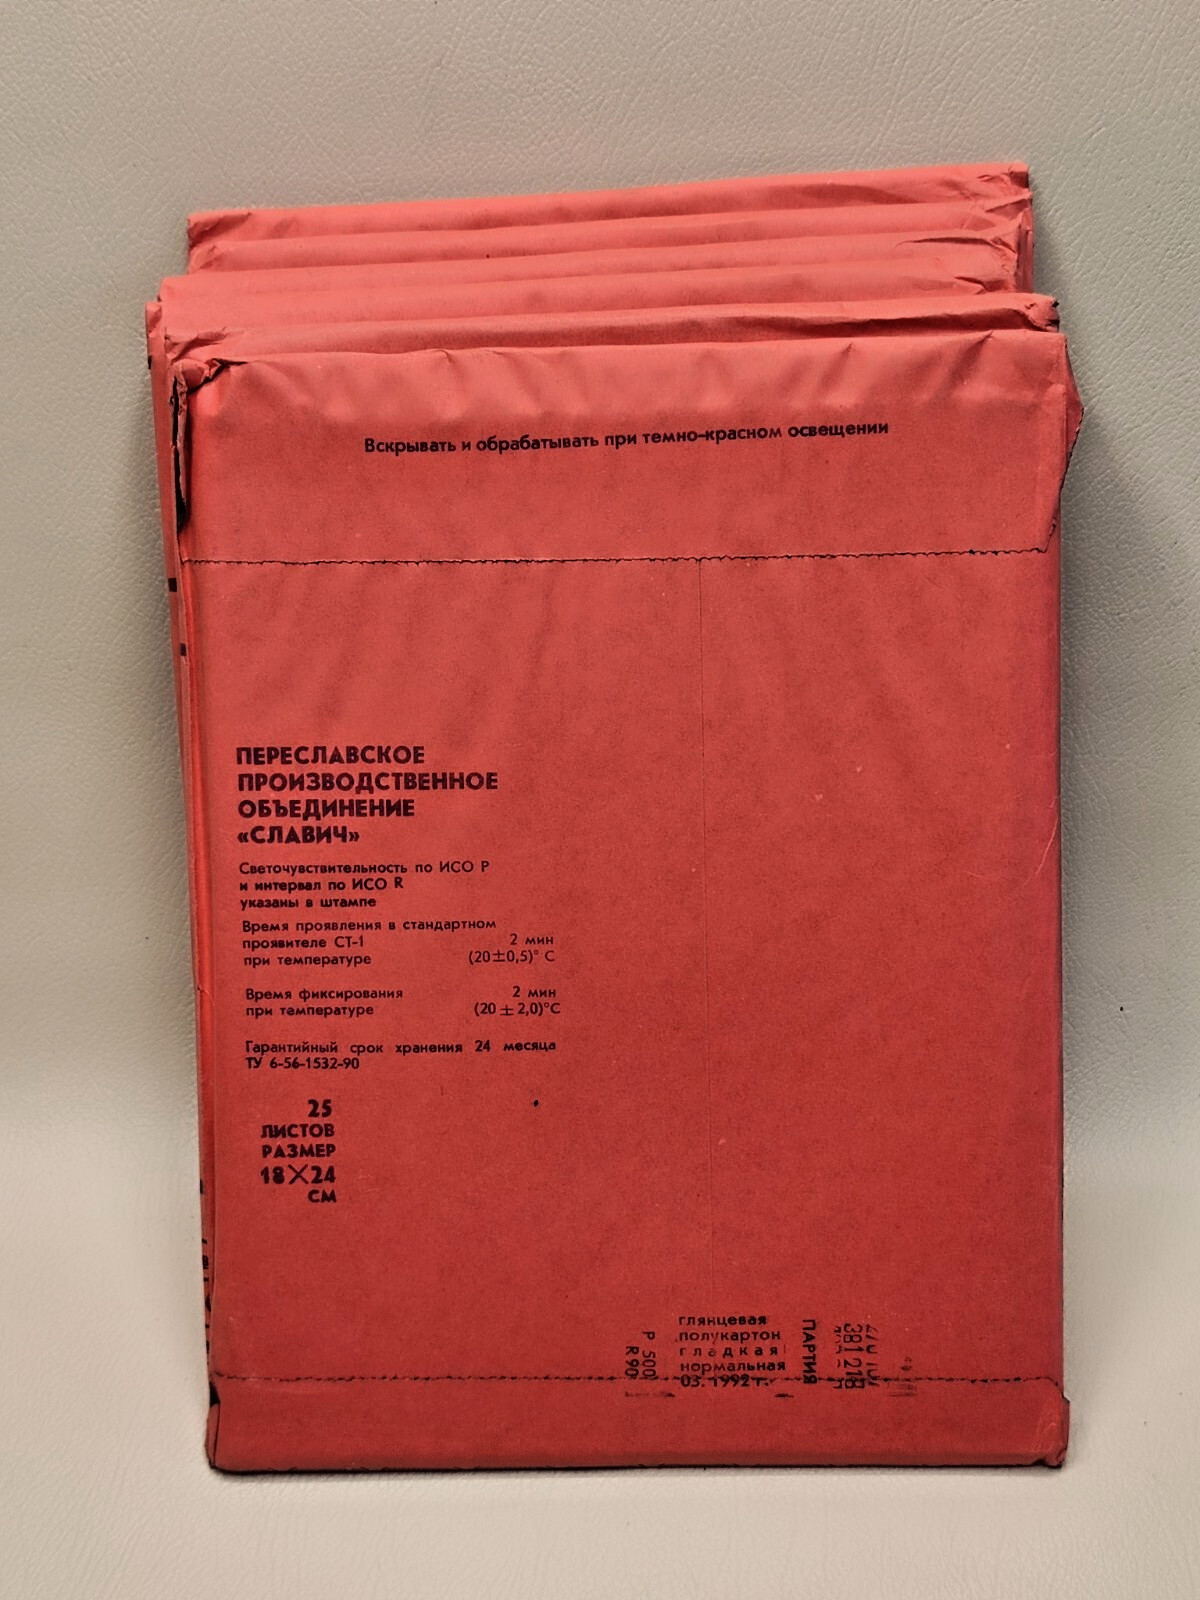 Вскрывать и обрабатывать при темно-красном освещении
ПЕРЕСЛАВСКОЕ
ПРОИЗВОДСТВЕННОЕ
ОБЪЕДИНЕНИЕ
«СЛАВИЧ»
Светочувствительность по ИСО P
и интервал по ИСО R
указаны в штампе
Время проявления в стандартном
проявителе СТ-1 2 мин
при температуре (20±0,5)° С
Время фиксирования 2 мин
при температуре (20±2,0)°С
Гарантийный срок хранения 24 месяца
ТУ 6-56-1532-90
25
ЛИСТОВ
РАЗМЕР
18×24
СМ
P 500
R 90
глянцевая
полукартон
гладкая
нормальная
03. 1992 г.
ПАРТИЯ
381 218